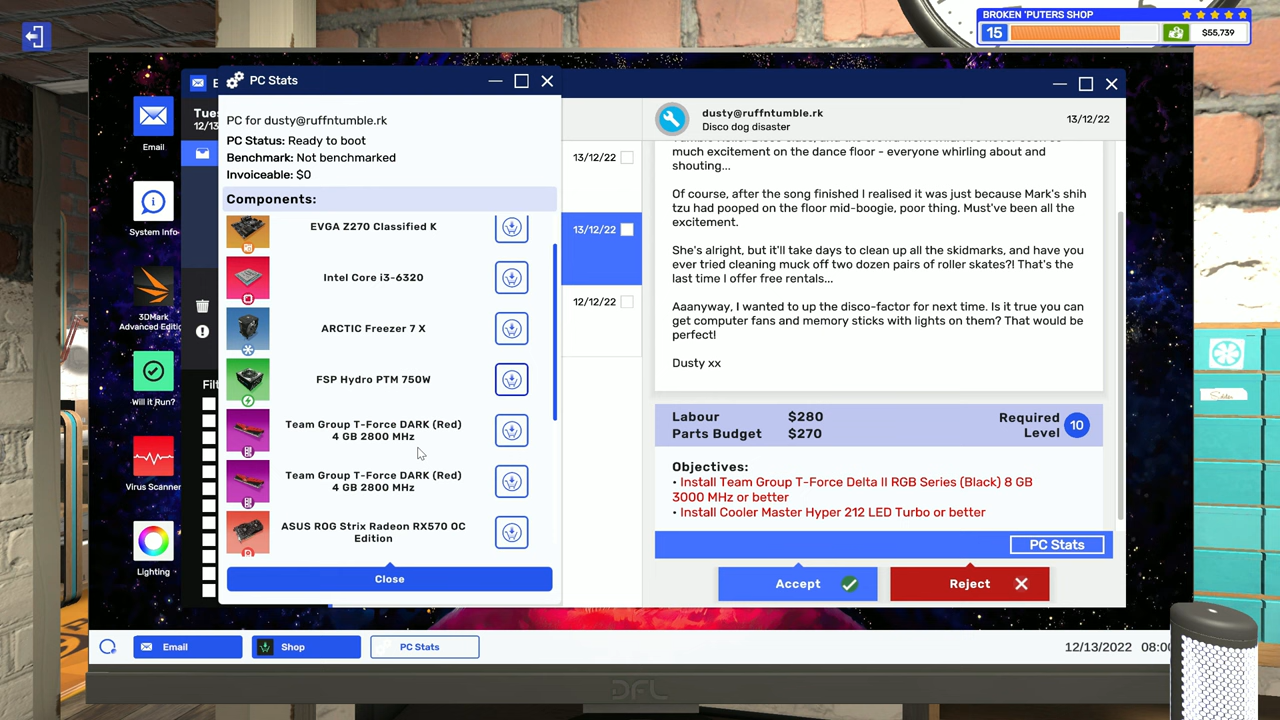 BROKEN 'PUTERS SHOP
15
$55,739
E
PC Stats
Tues
12/13
PC for dusty@ruffntumble.rk
PC Status: Ready to boot
Benchmark: Not benchmarked
Invoiceable: $0
Components:
EVGA Z270 Classified K
Intel Core i3-6320
ARCTIC Freezer 7 X
FSP Hydro PTM 750W
Team Group T-Force DARK (Red)
4 GB 2800 MHz
Team Group T-Force DARK (Red)
4 GB 2800 MHz
ASUS ROG Strix Radeon RX570 OC
Edition
Close
Email
System Info
3DMark
Advanced Editio
Will it Run?
Virus Scanner
Lighting
Filt
13/12/22
13/12/22
12/12/22
dusty@ruffntumble.rk
Disco dog disaster
13/12/22
much excitement on the dance floor - everyone whirling about and
shouting...
Of course, after the song finished I realised it was just because Mark's shih
tzu had pooped on the floor mid-boogie, poor thing. Must've been all the
excitement.
She's alright, but it'll take days to clean up all the skidmarks, and have you
ever tried cleaning muck off two dozen pairs of roller skates?! That's the
last time I offer free rentals...
Aaanyway, I wanted to up the disco-factor for next time. Is it true you can
get computer fans and memory sticks with lights on them? That would be
perfect!
Dusty xx
Labour $280
Parts Budget $270
Required
Level 10
Objectives:
• Install Team Group T-Force Delta II RGB Series (Black) 8 GB
3000 MHz or better
• Install Cooler Master Hyper 212 LED Turbo or better
PC Stats
Accept
Reject
Email
Shop
PC Stats
12/13/2022 08:00
DFL